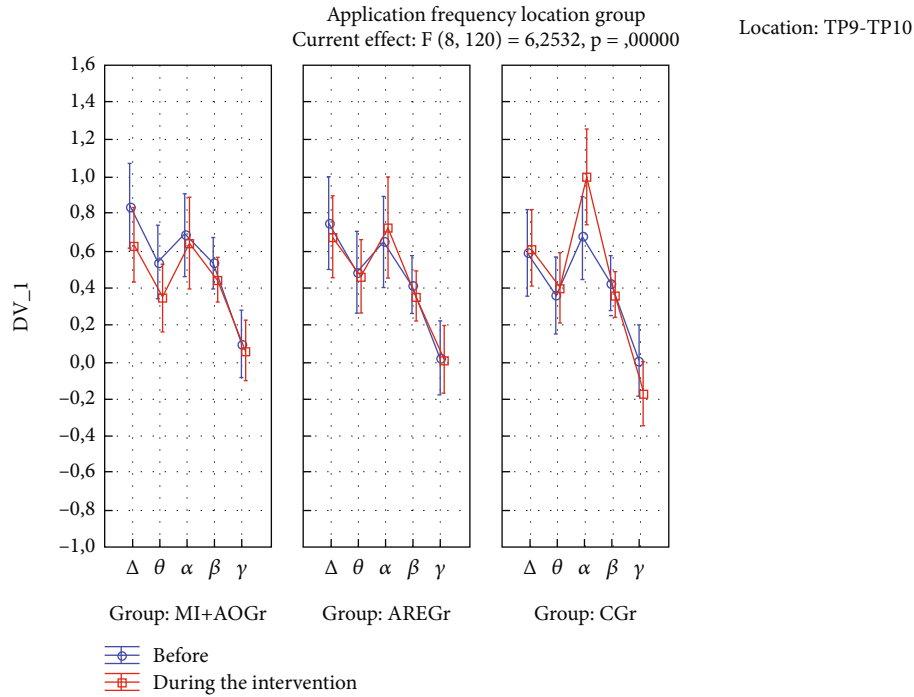 Application frequency location group
Current effect: F (8, 120) = 6,2532, p = ,00000
Location: TP9-TP10
DV_1
1,6
1,4
1,2
1,0
0,8
0,6
0,4
0,2
0,0
–0,2
–0,4
–0,6
–0,8
–1,0
Δ θ α β γ
Δ θ α β γ
Δ θ α β γ
Group: MI+AOGr
Group: AREGr
Group: CGr
Before
During the intervention